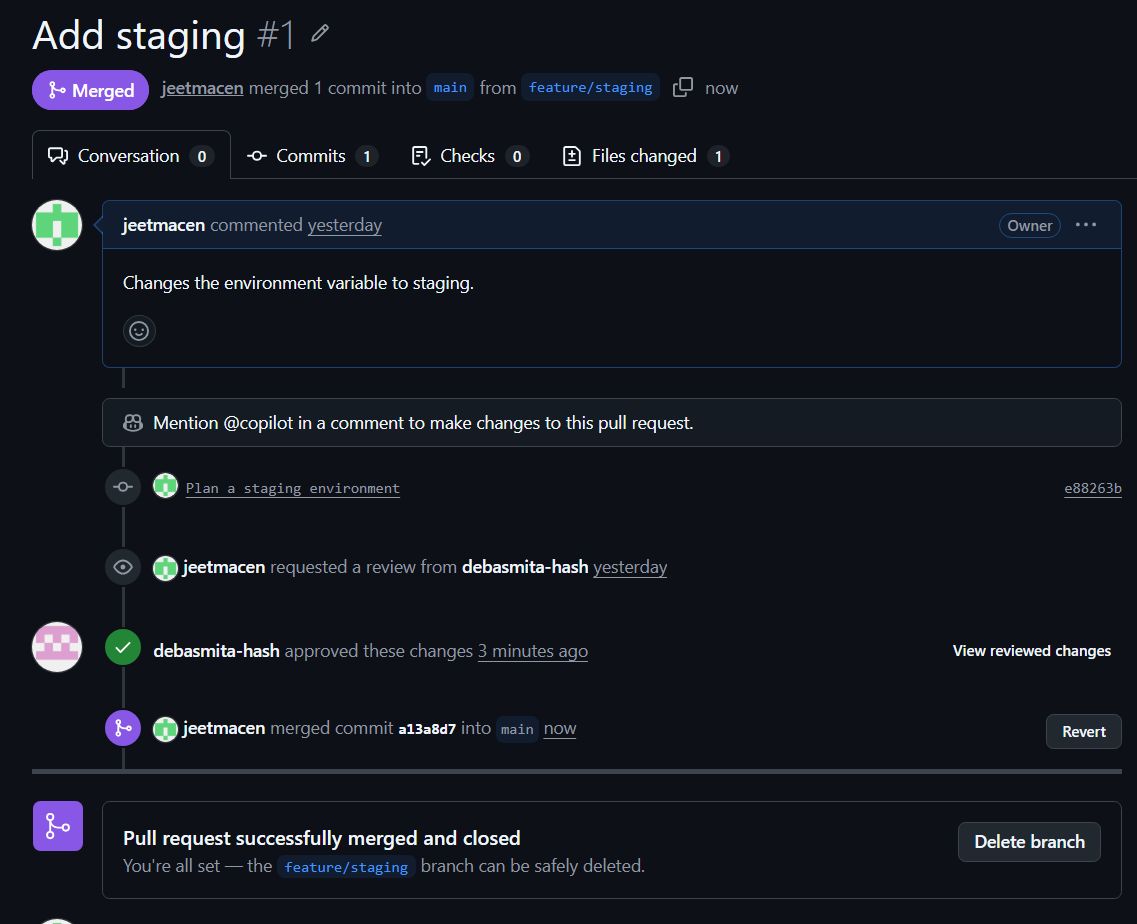 Add staging #1
Merged jeetmacen merged 1 commit into main from feature/staging now
Conversation 0 Commits 1 Checks 0 Files changed 1
jeetmacen commented yesterday Owner
Changes the environment variable to staging.
Mention @copilot in a comment to make changes to this pull request.
Plan a staging environment e88263b
jeetmacen requested a review from debasmita-hash yesterday
debasmita-hash approved these changes 3 minutes ago View reviewed changes
jeetmacen merged commit a13a8d7 into main now Revert
Pull request successfully merged and closed
You're all set — the feature/staging branch can be safely deleted. Delete branch